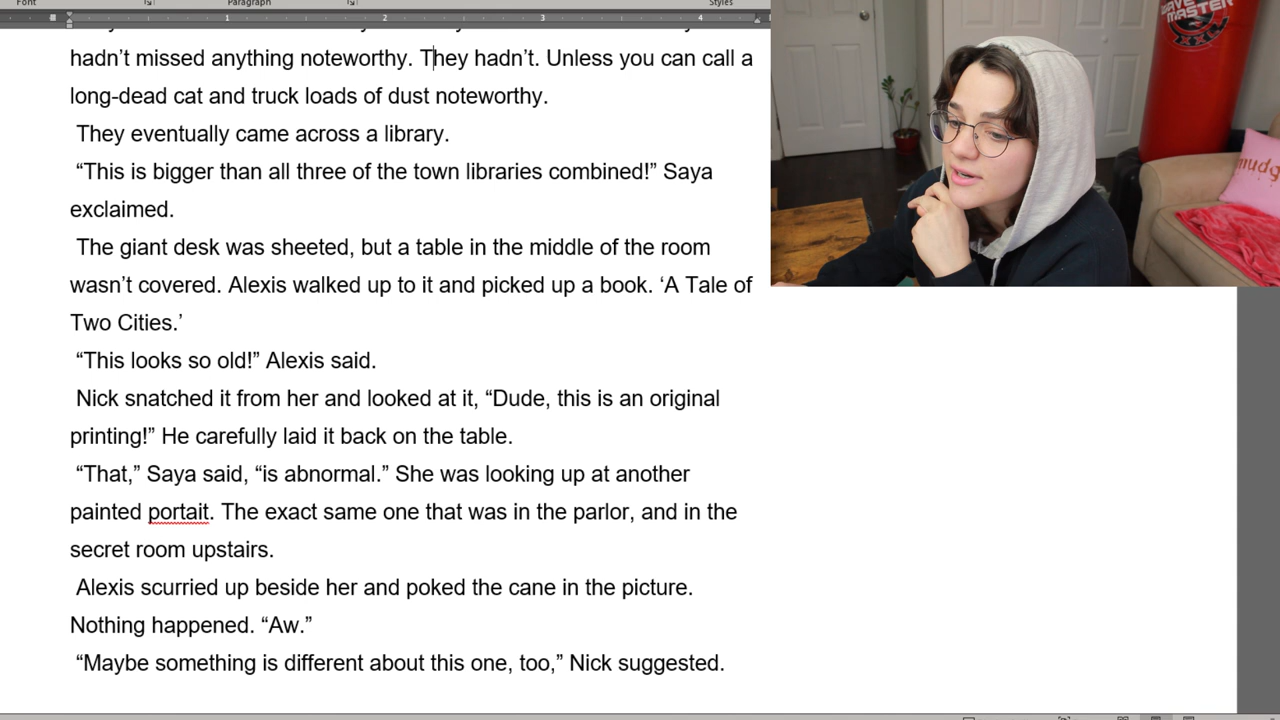 Font
Paragraph
Styles
1
2
3
4
hadn’t missed anything noteworthy. They hadn’t. Unless you can call a
long-dead cat and truck loads of dust noteworthy.
They eventually came across a library.
“This is bigger than all three of the town libraries combined!” Saya
exclaimed.
The giant desk was sheeted, but a table in the middle of the room
wasn’t covered. Alexis walked up to it and picked up a book. ‘A Tale of
Two Cities.’
“This looks so old!” Alexis said.
Nick snatched it from her and looked at it, “Dude, this is an original
printing!” He carefully laid it back on the table.
“That,” Saya said, “is abnormal.” She was looking up at another
painted portait. The exact same one that was in the parlor, and in the
secret room upstairs.
Alexis scurried up beside her and poked the cane in the picture.
Nothing happened. “Aw.”
“Maybe something is different about this one, too,” Nick suggested.
WAVE
MASTER